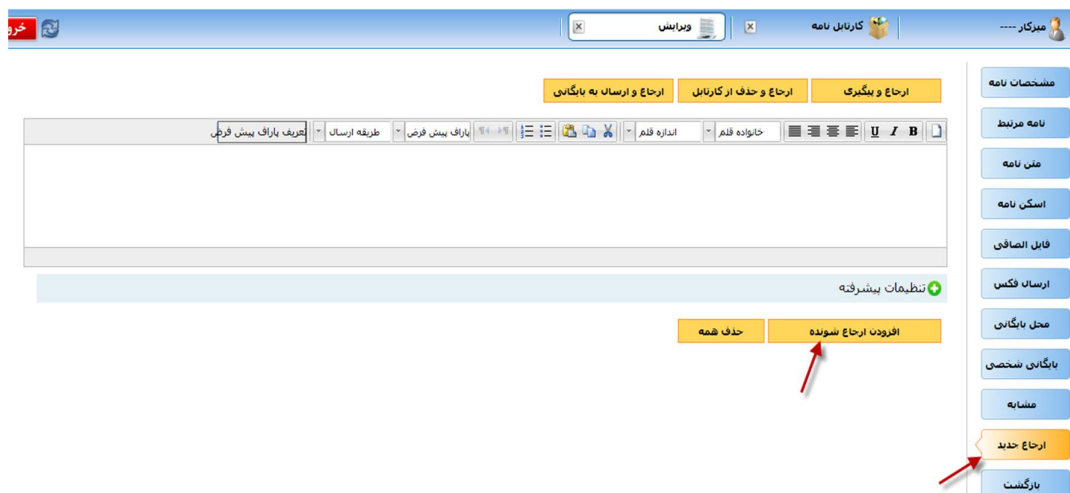 میزکار ----
کارتابل نامه
ویرایش
خرو
مشخصات نامه
نامه مرتبط
متن نامه
اسکن نامه
فایل الصاقی
ارسال فکس
محل بایگانی
بایگانی شخصی
مشابه
ارجاع جدید
بازگشت
ارجاع و پیگیری
ارجاع و حذف از کارتابل
ارجاع و ارسال به بایگانی
B I U خانواده قلم اندازه قلم پاراف پیش فرض طریقه ارسال تعریف پاراف پیش فرض
تنظیمات پیشرفته
افزودن ارجاع شونده
حذف همه